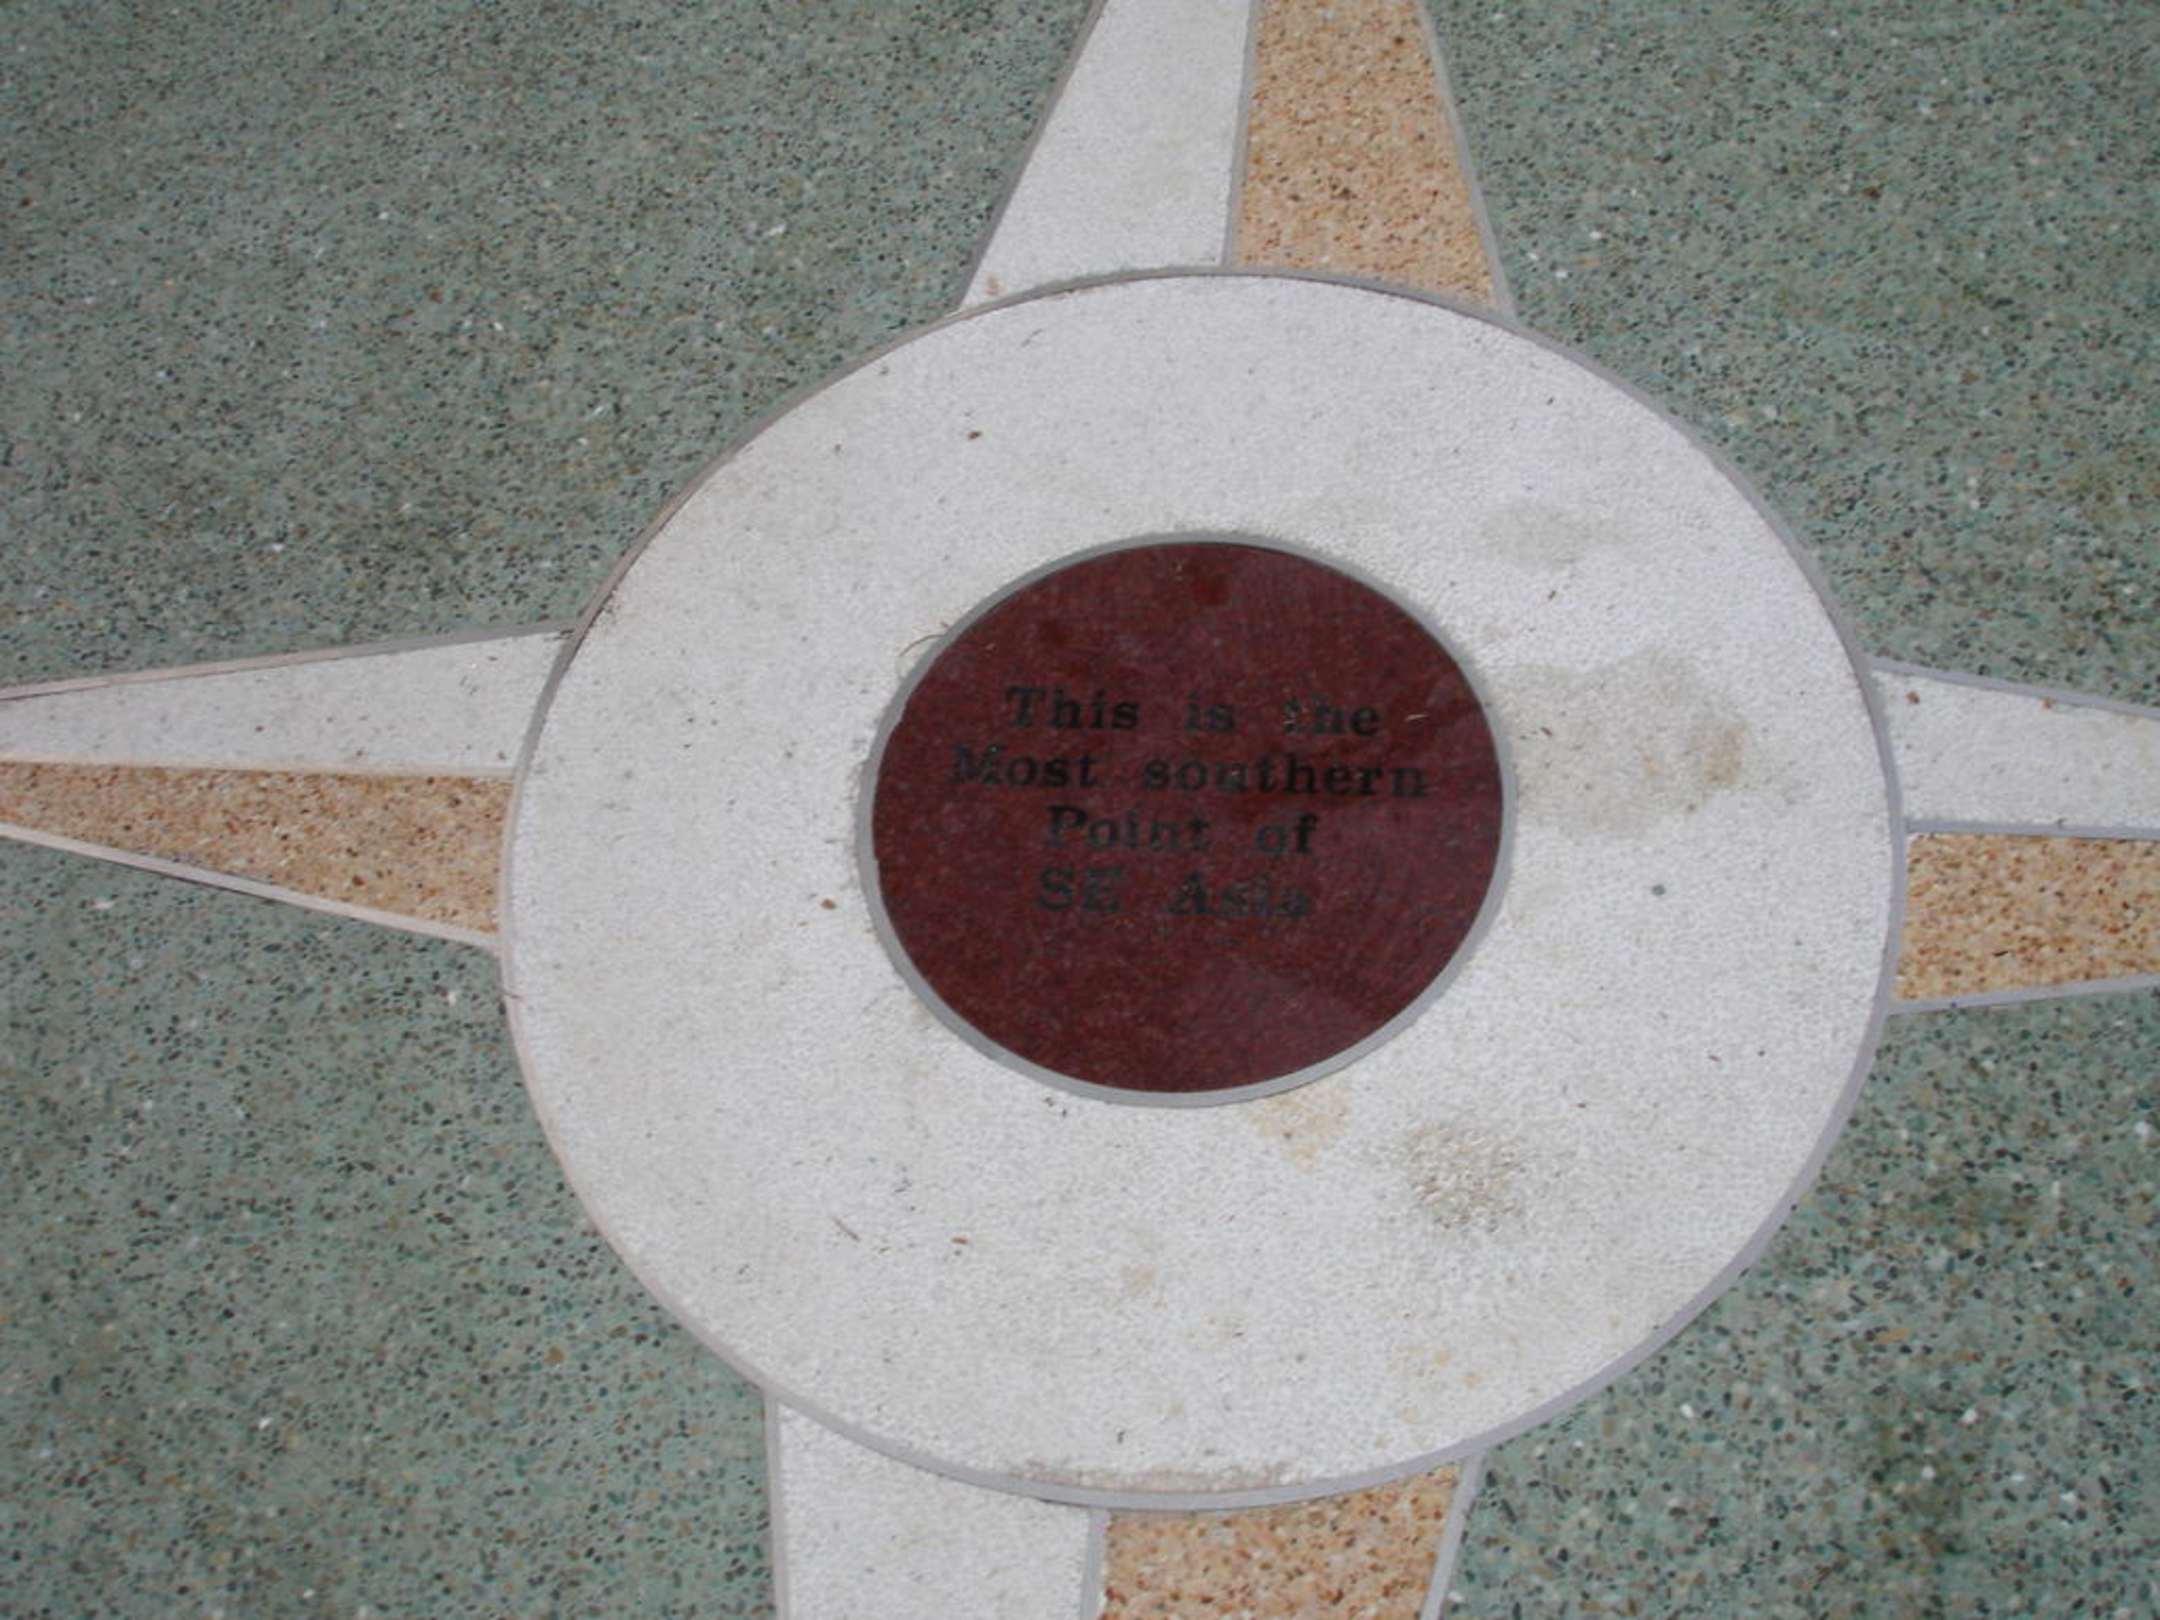 This is the
Most southern
Point of
SE Asia